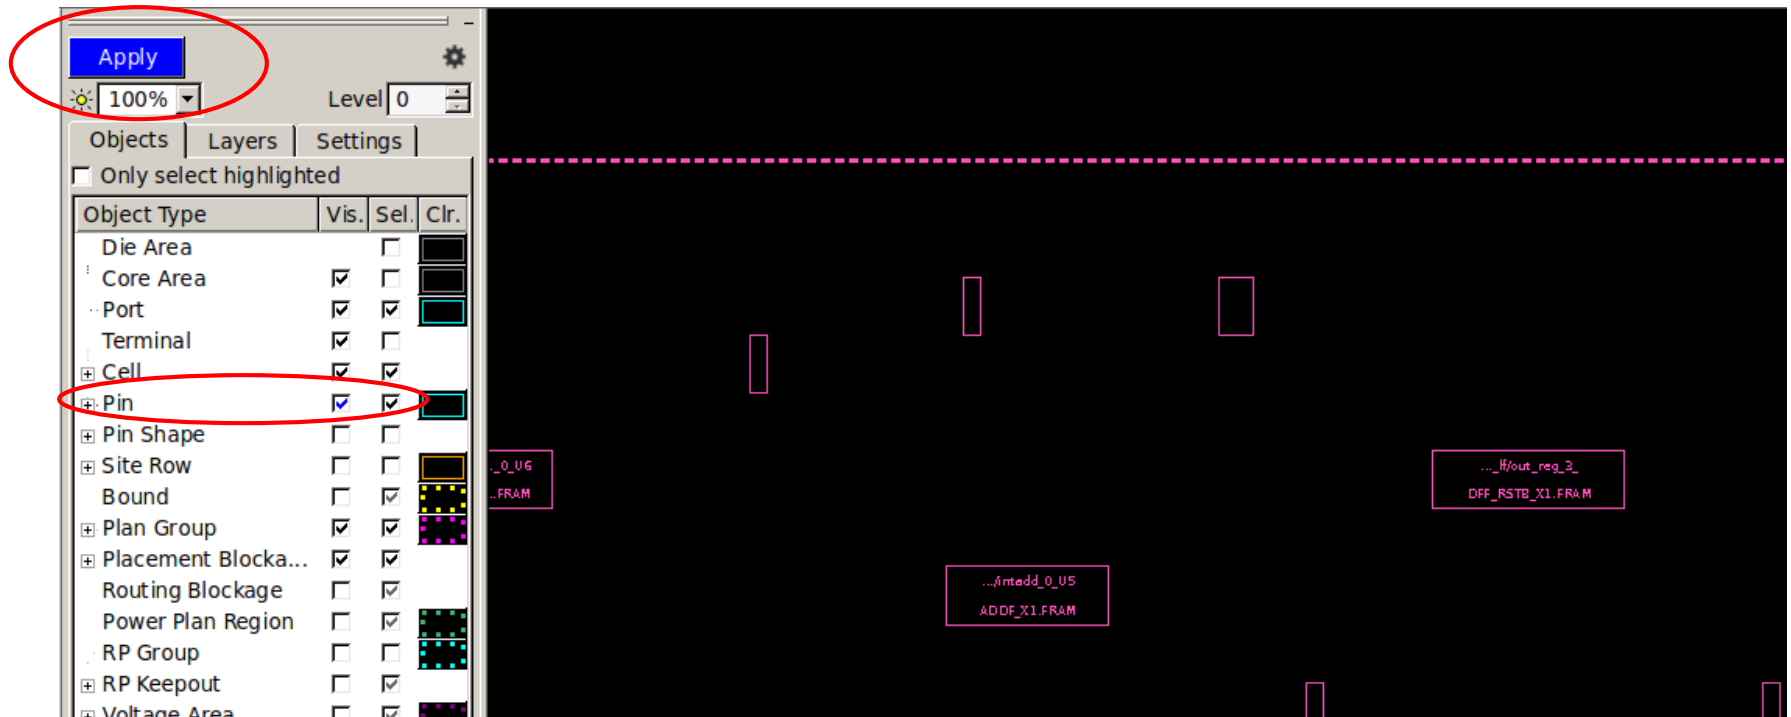 Apply
100%
Level 0
Objects Layers Settings
Only select highlighted
Object Type Vis. Sel. Clr.
Die Area
Core Area
Port
Terminal
Cell
Pin
Pin Shape
Site Row
Bound
Plan Group
Placement Blocka...
Routing Blockage
Power Plan Region
RP Group
RP Keepout
Voltage Area
..._0_U6
...FRAM
..._lf/out_reg_3_
DFF_RSTB_X1.FRAM
.../intadd_0_U5
ADDF_X1.FRAM